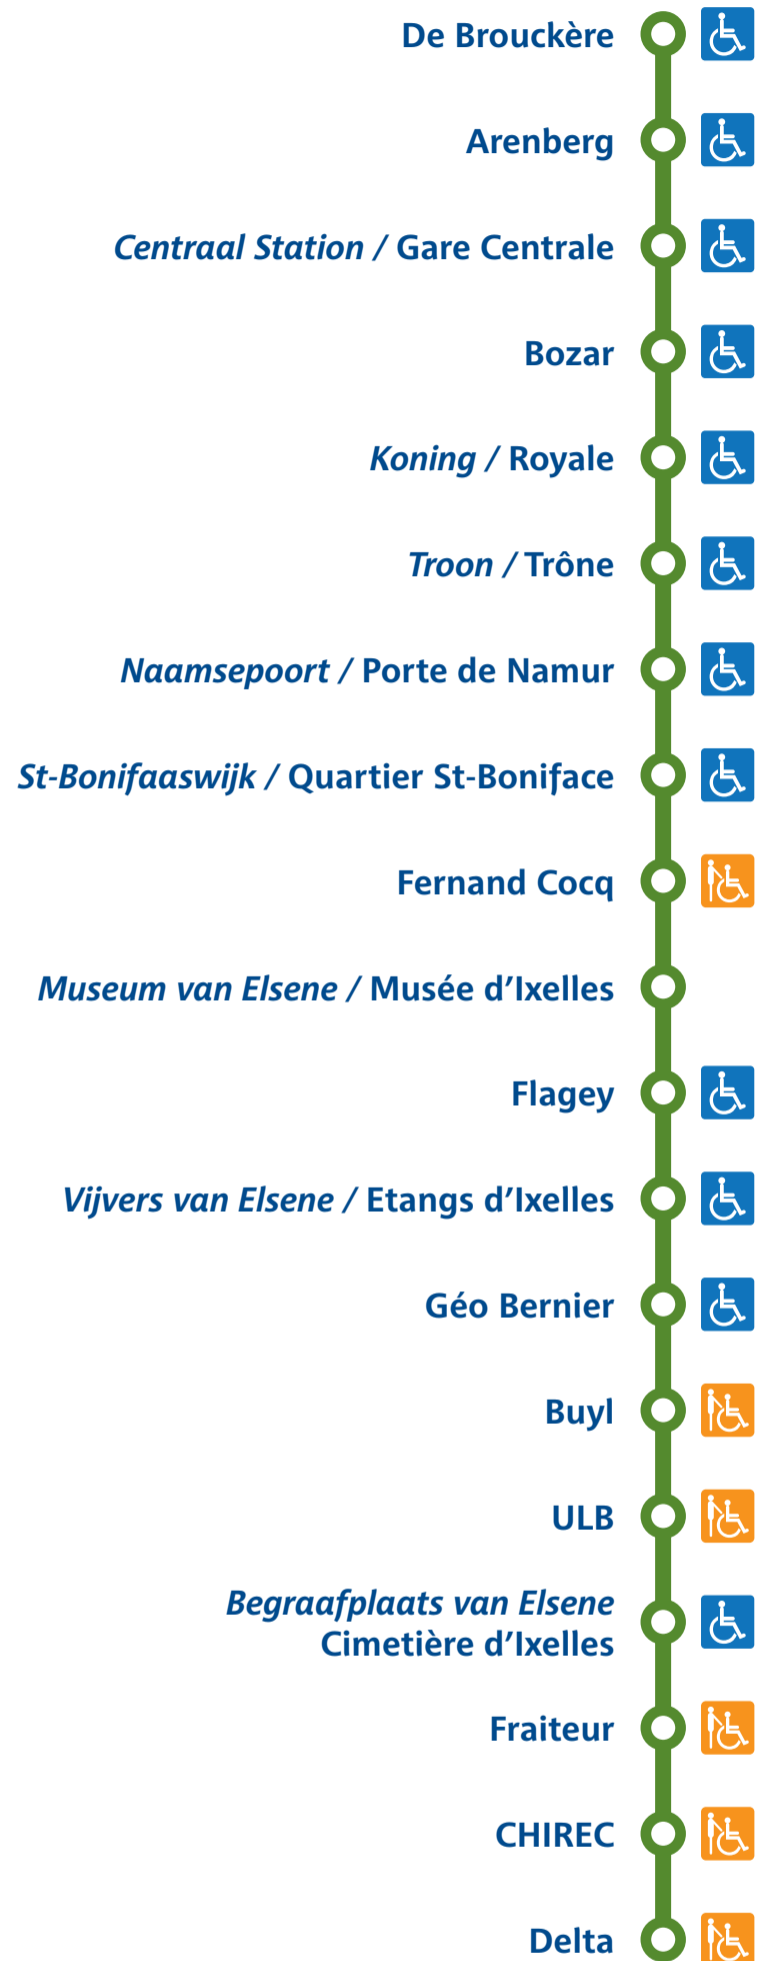 De Brouckère
Arenberg
Centraal Station / Gare Centrale
Bozar
Koning / Royale
Troon / Trône
Naamsepoort / Porte de Namur
St-Bonifaaswijk / Quartier St-Boniface
Fernand Cocq
Museum van Elsene / Musée d’Ixelles
Flagey
Vijvers van Elsene / Etangs d’Ixelles
Géo Bernier
Buyl
ULB
Begraafplaats van Elsene
Cimetière d’Ixelles
Fraiteur
CHIREC
Delta